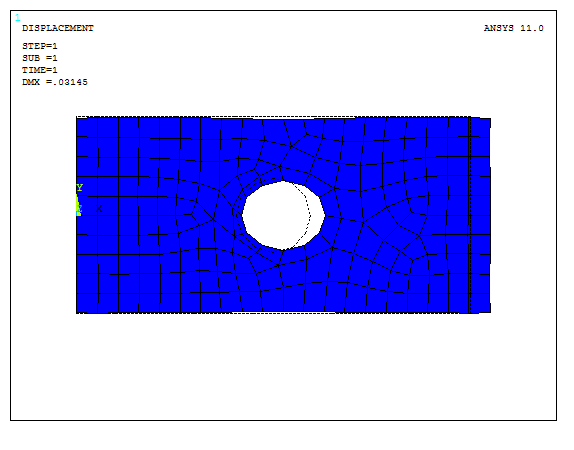 1
DISPLACEMENT
ANSYS 11.0
STEP=1
SUB =1
TIME=1
DMX =.03145
Y
X